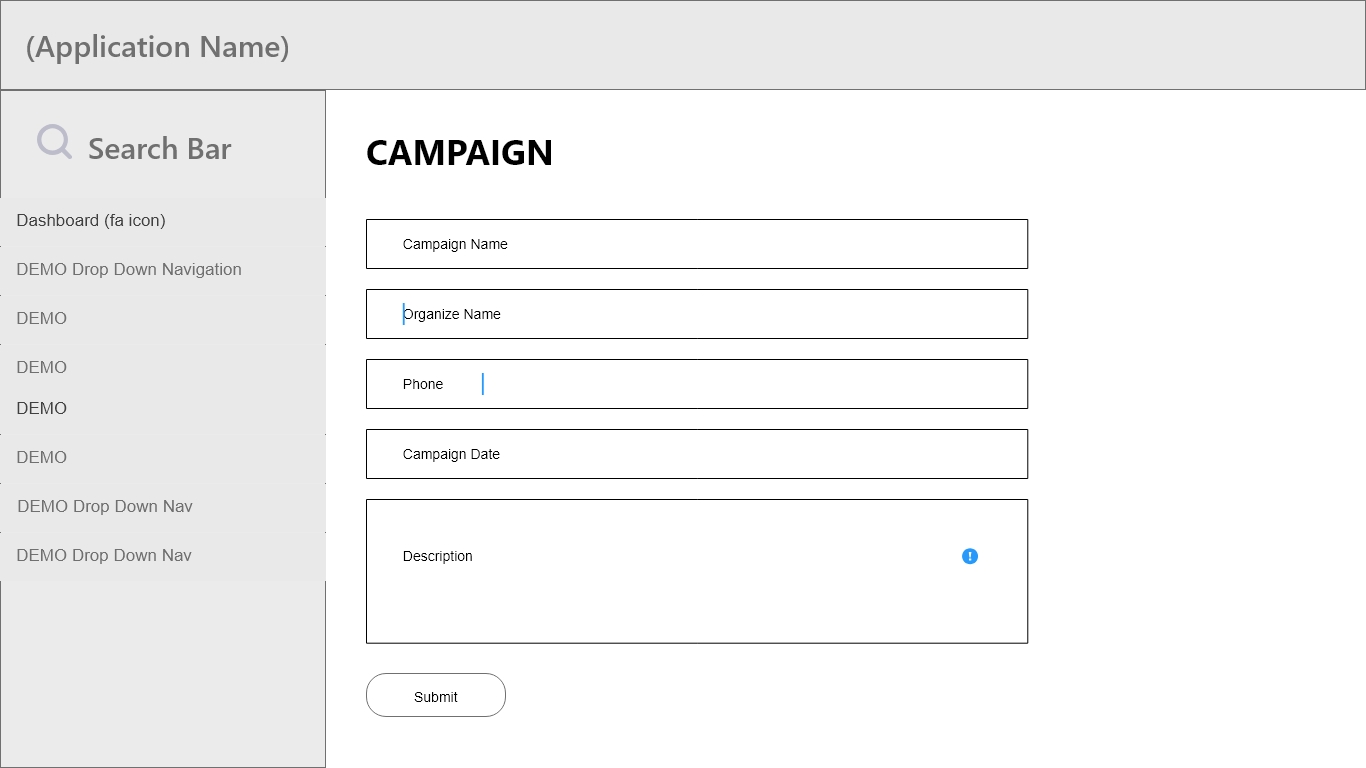 (Application Name)
Search Bar
Dashboard (fa icon)
DEMO Drop Down Navigation
DEMO
DEMO
DEMO
DEMO
DEMO Drop Down Nav
DEMO Drop Down Nav
CAMPAIGN
Campaign Name
Organize Name
Phone
Campaign Date
Description
Submit